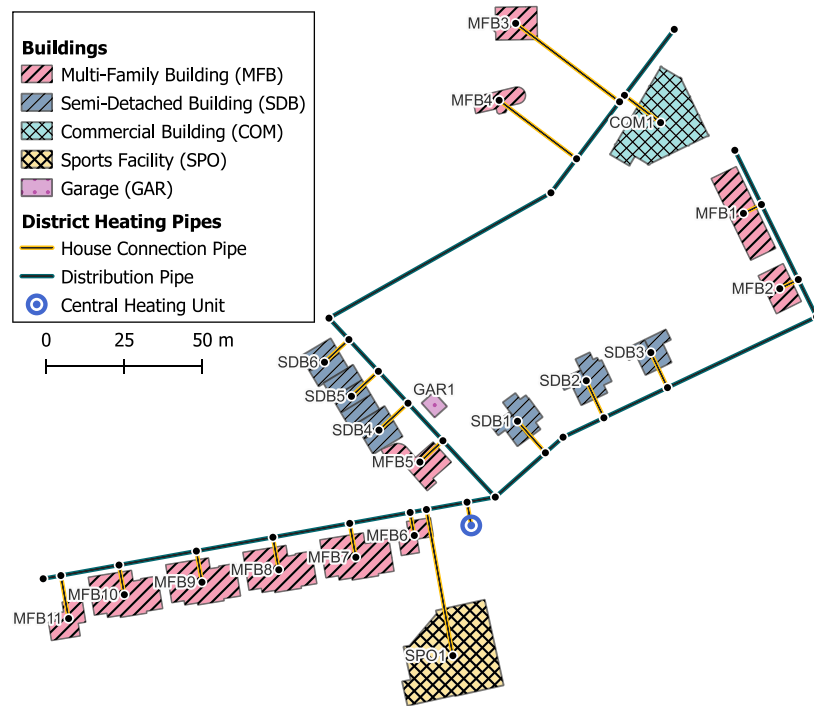 Buildings
Multi-Family Building (MFB)
Semi-Detached Building (SDB)
Commercial Building (COM)
Sports Facility (SPO)
Garage (GAR)
District Heating Pipes
House Connection Pipe
Distribution Pipe
Central Heating Unit
0 25 50 m
MFB3
MFB4
COM1
MFB1
MFB2
SDB3
SDB2
SDB1
SDB6
SDB5
GAR1
SDB4
MFB5
MFB6
MFB7
MFB8
MFB9
MFB10
MFB11
SPO1